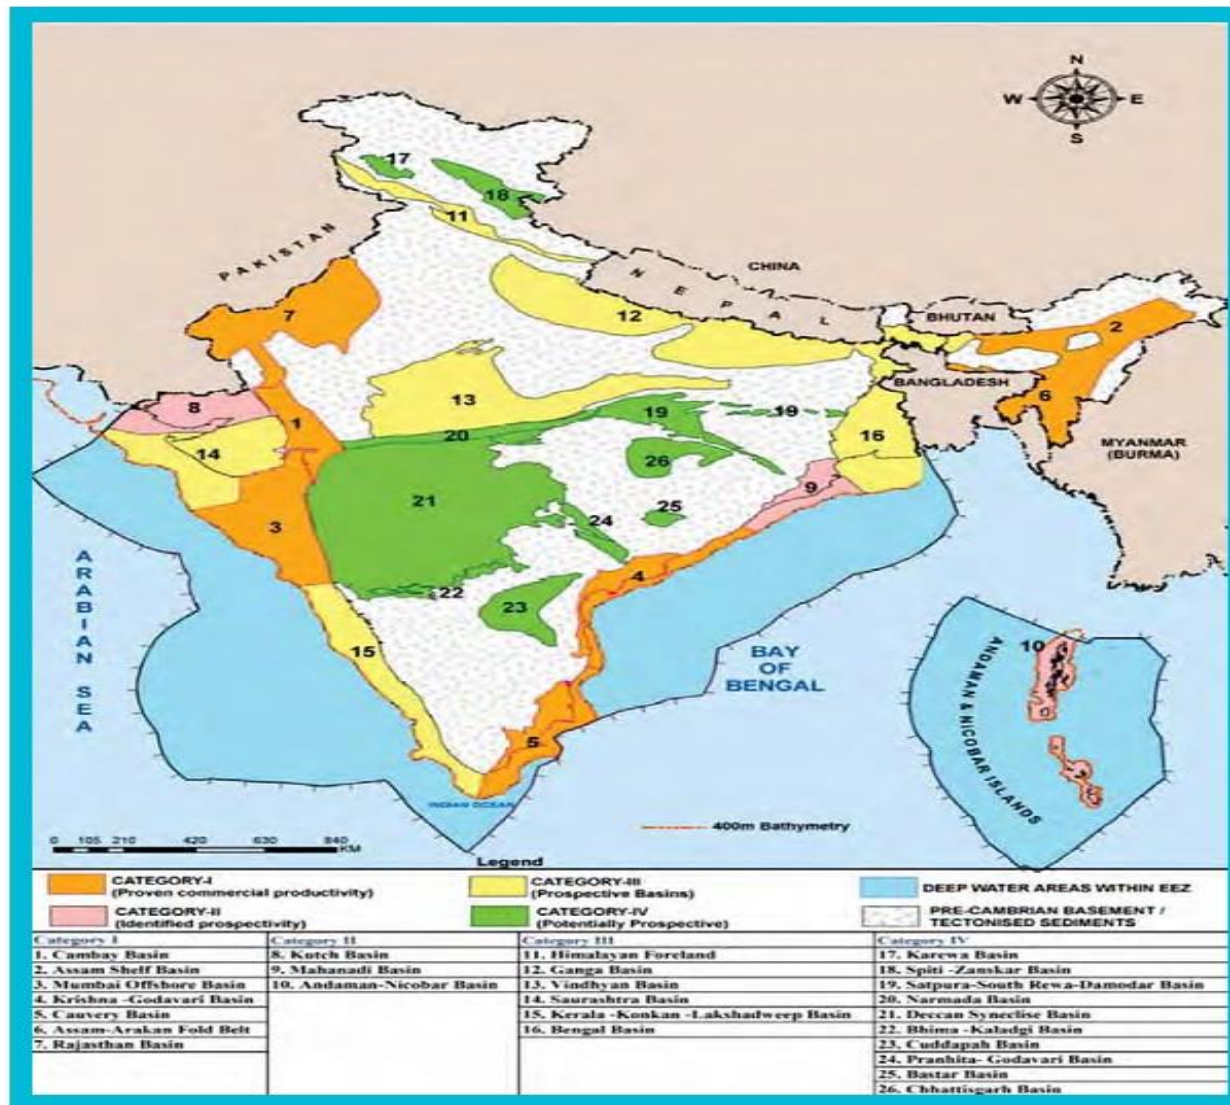 N
W E
S
17
18
11
PAKISTAN
CHINA
NEPAL
7
12
BHUTAN
2
BANGLADESH
6
8
13
19
19
1
20
16
MYANMAR
(BURMA)
14
26
9
21
25
3
24
4
22
23
ARABIAN SEA
15
BAY
OF
BENGAL
10
ANDAMAN & NICOBAR ISLANDS
5
INDIAN OCEAN
400m Bathymetry
0 105 210 420 630 840
KM
Legend
CATEGORY-I
(Proven commercial productivity)
CATEGORY-III
(Prospective Basins)
DEEP WATER AREAS WITHIN EEZ
CATEGORY-II
(Identified prospectivity)
CATEGORY-IV
(Potentially Prospective)
PRE-CAMBRIAN BASEMENT /
TECTONISED SEDIMENTS
Category I
1. Cambay Basin
2. Assam Shelf Basin
3. Mumbai Offshore Basin
4. Krishna -Godavari Basin
5. Cauvery Basin
6. Assam-Arakan Fold Belt
7. Rajasthan Basin
Category II
8. Kutch Basin
9. Mahanadi Basin
10. Andaman-Nicobar Basin
Category III
11. Himalayan Foreland
12. Ganga Basin
13. Vindhyan Basin
14. Saurashtra Basin
15. Kerala -Konkan -Lakshadweep Basin
16. Bengal Basin
Category IV
17. Karewa Basin
18. Spiti -Zanskar Basin
19. Satpura-South Rewa-Damodar Basin
20. Narmada Basin
21. Deccan Syneclise Basin
22. Bhima -Kaladgi Basin
23. Cuddapah Basin
24. Pranhita- Godavari Basin
25. Bastar Basin
26. Chhattisgarh Basin